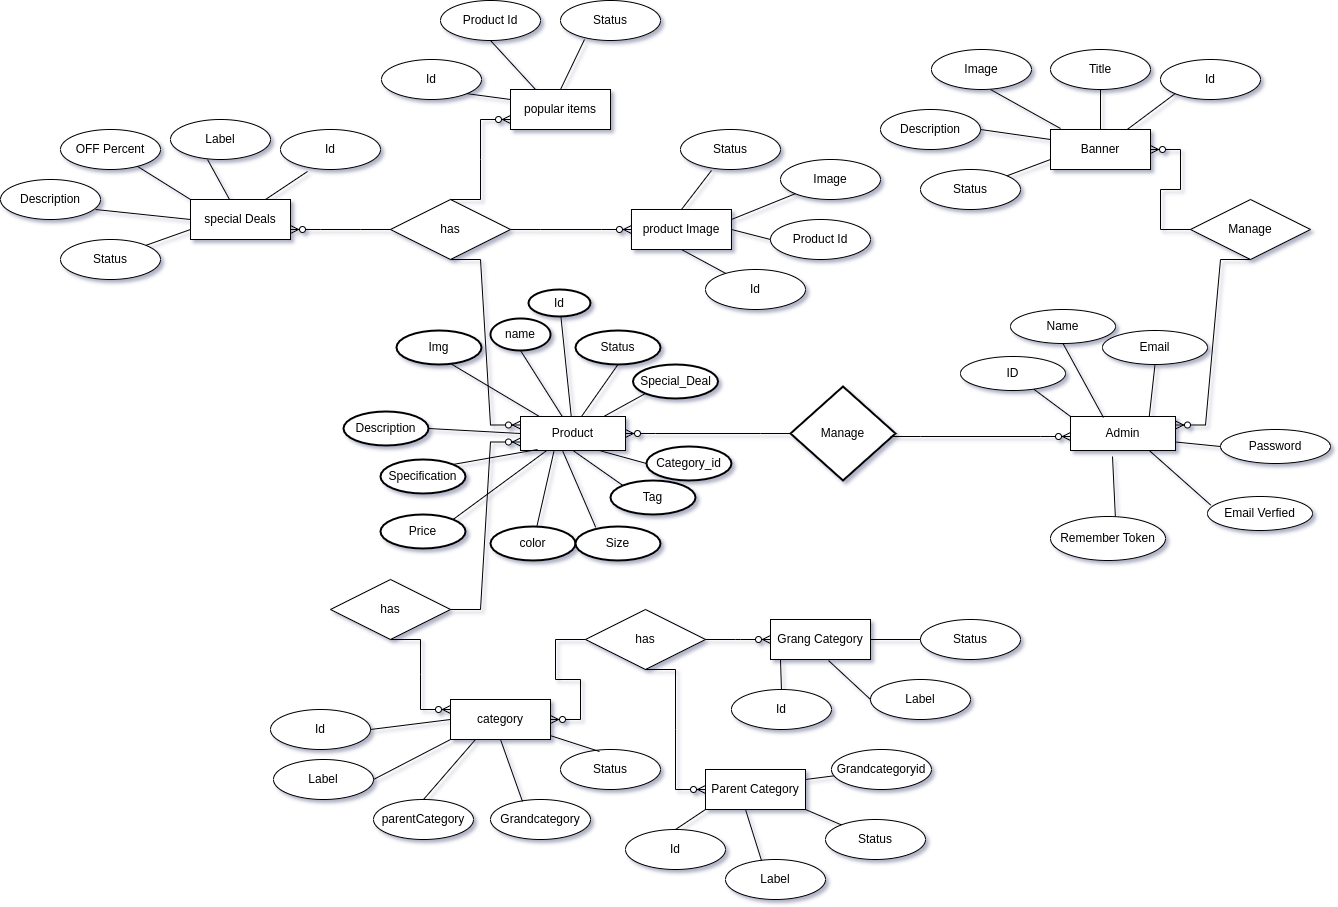 Product Id
Status
Id
popular items
Image
Title
Id
Description
Banner
Status
Manage
OFF Percent
Label
Id
Description
special Deals
Status
has
Status
Image
product Image
Product Id
Id
Id
name
Img
Status
Special_Deal
Description
Product
Specification
Category_id
Tag
Price
color
Size
Manage
Name
Email
ID
Admin
Password
Email Verfied
Remember Token
has
has
Grang Category
Status
Label
Id
category
Id
Label
parentCategory
Grandcategory
Status
Parent Category
Grandcategoryid
Status
Id
Label